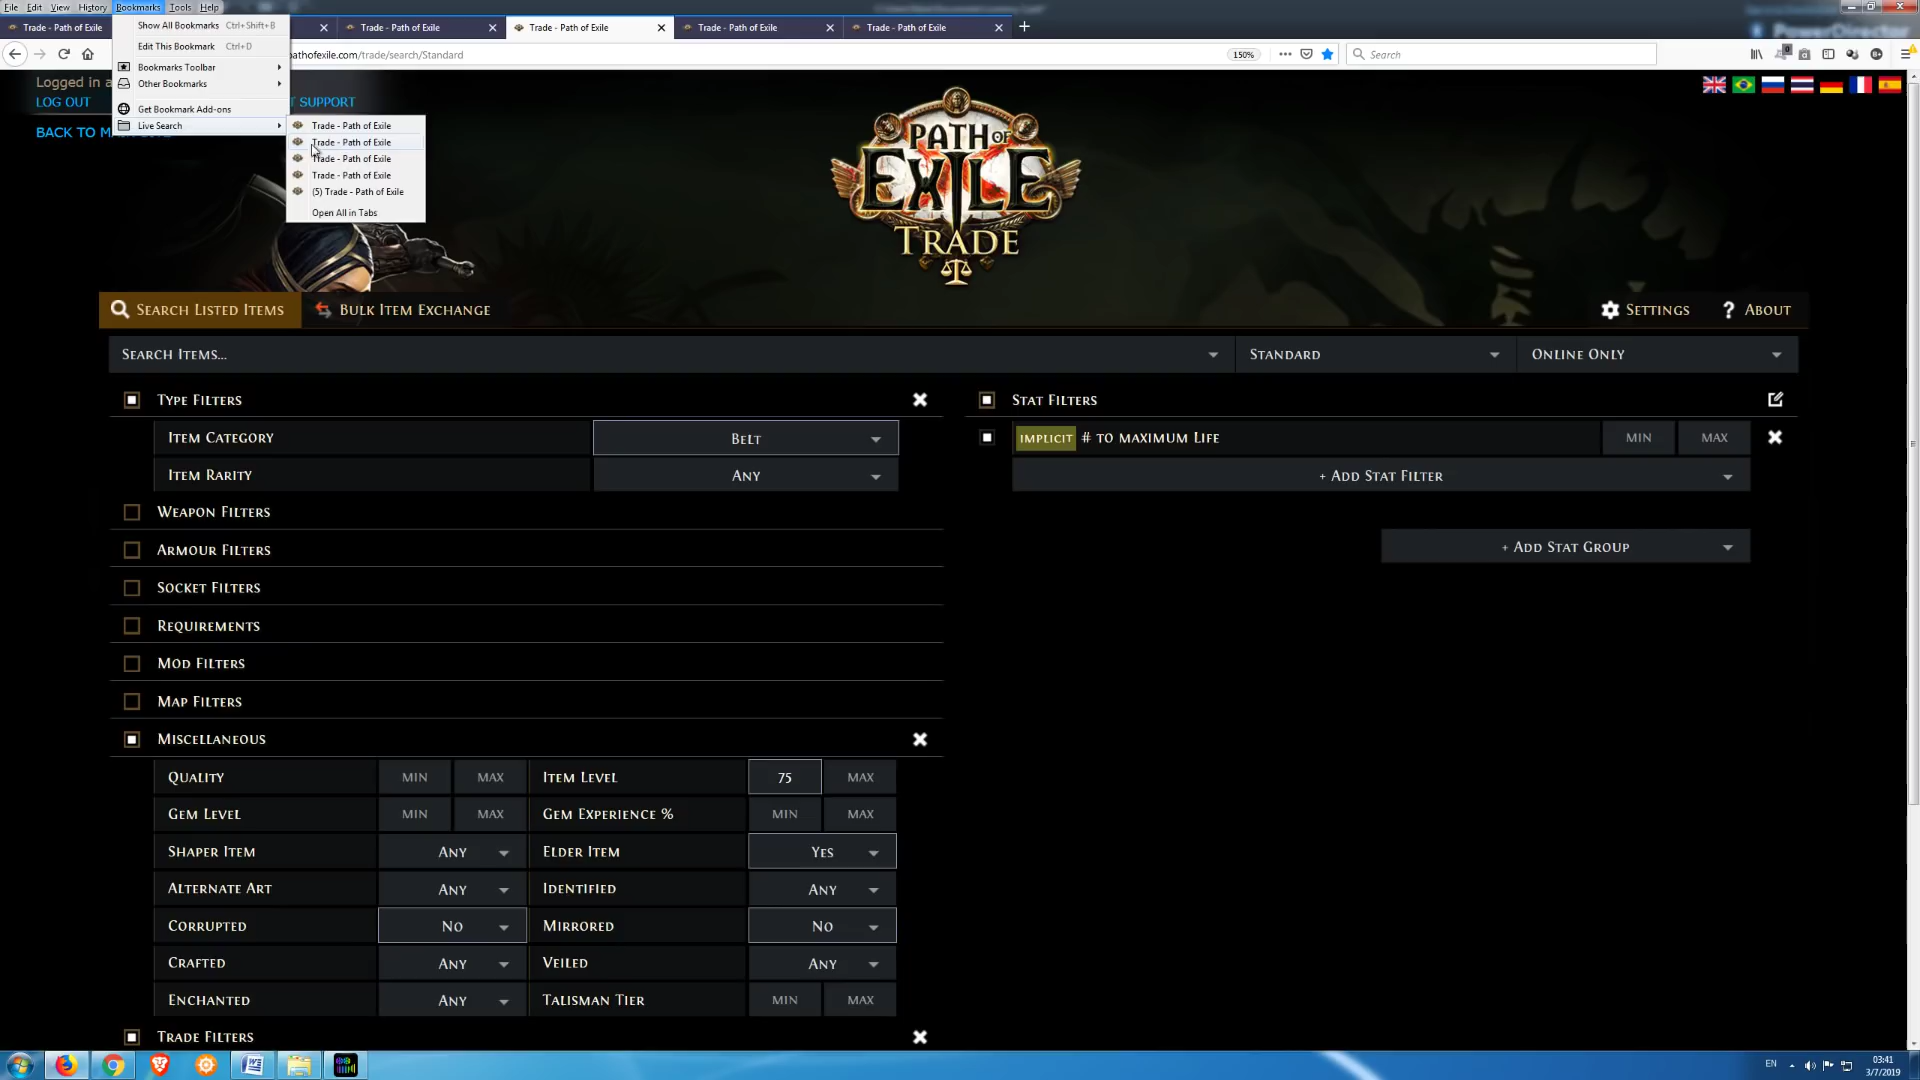 File Edit View History Bookmarks Tools Help
Trade - Path of Exile
Trade - Path of Exile
Trade - Path of Exile
Trade - Path of Exile
Trade - Path of Exile
pathofexile.com/trade/search/Standard
150%
Search
Show All Bookmarks Ctrl+Shift+B
Edit This Bookmark Ctrl+D
Bookmarks Toolbar
Other Bookmarks
Get Bookmark Add-ons
Live Search
Trade - Path of Exile
Trade - Path of Exile
Trade - Path of Exile
Trade - Path of Exile
(5) Trade - Path of Exile
Open All in Tabs
PowerDirector
Logged in a
LOG OUT
SUPPORT
BACK TO MA
PATH OF
EXILE
TRADE
Search Listed Items
Bulk Item Exchange
Settings
? About
Search Items...
Standard
Online Only
Type Filters
Item Category Belt
Item Rarity Any
Weapon Filters
Armour Filters
Socket Filters
Requirements
Mod Filters
Map Filters
Miscellaneous
Quality MIN MAX Item Level 75 MAX
Gem Level MIN MAX Gem Experience % MIN MAX
Shaper Item Any Elder Item Yes
Alternate Art Any Identified Any
Corrupted No Mirrored No
Crafted Any Veiled Any
Enchanted Any Talisman Tier MIN MAX
Trade Filters
Stat Filters
IMPLICIT # to maximum Life MIN MAX
+ Add Stat Filter
+ Add Stat Group
EN
03:41
3/7/2019